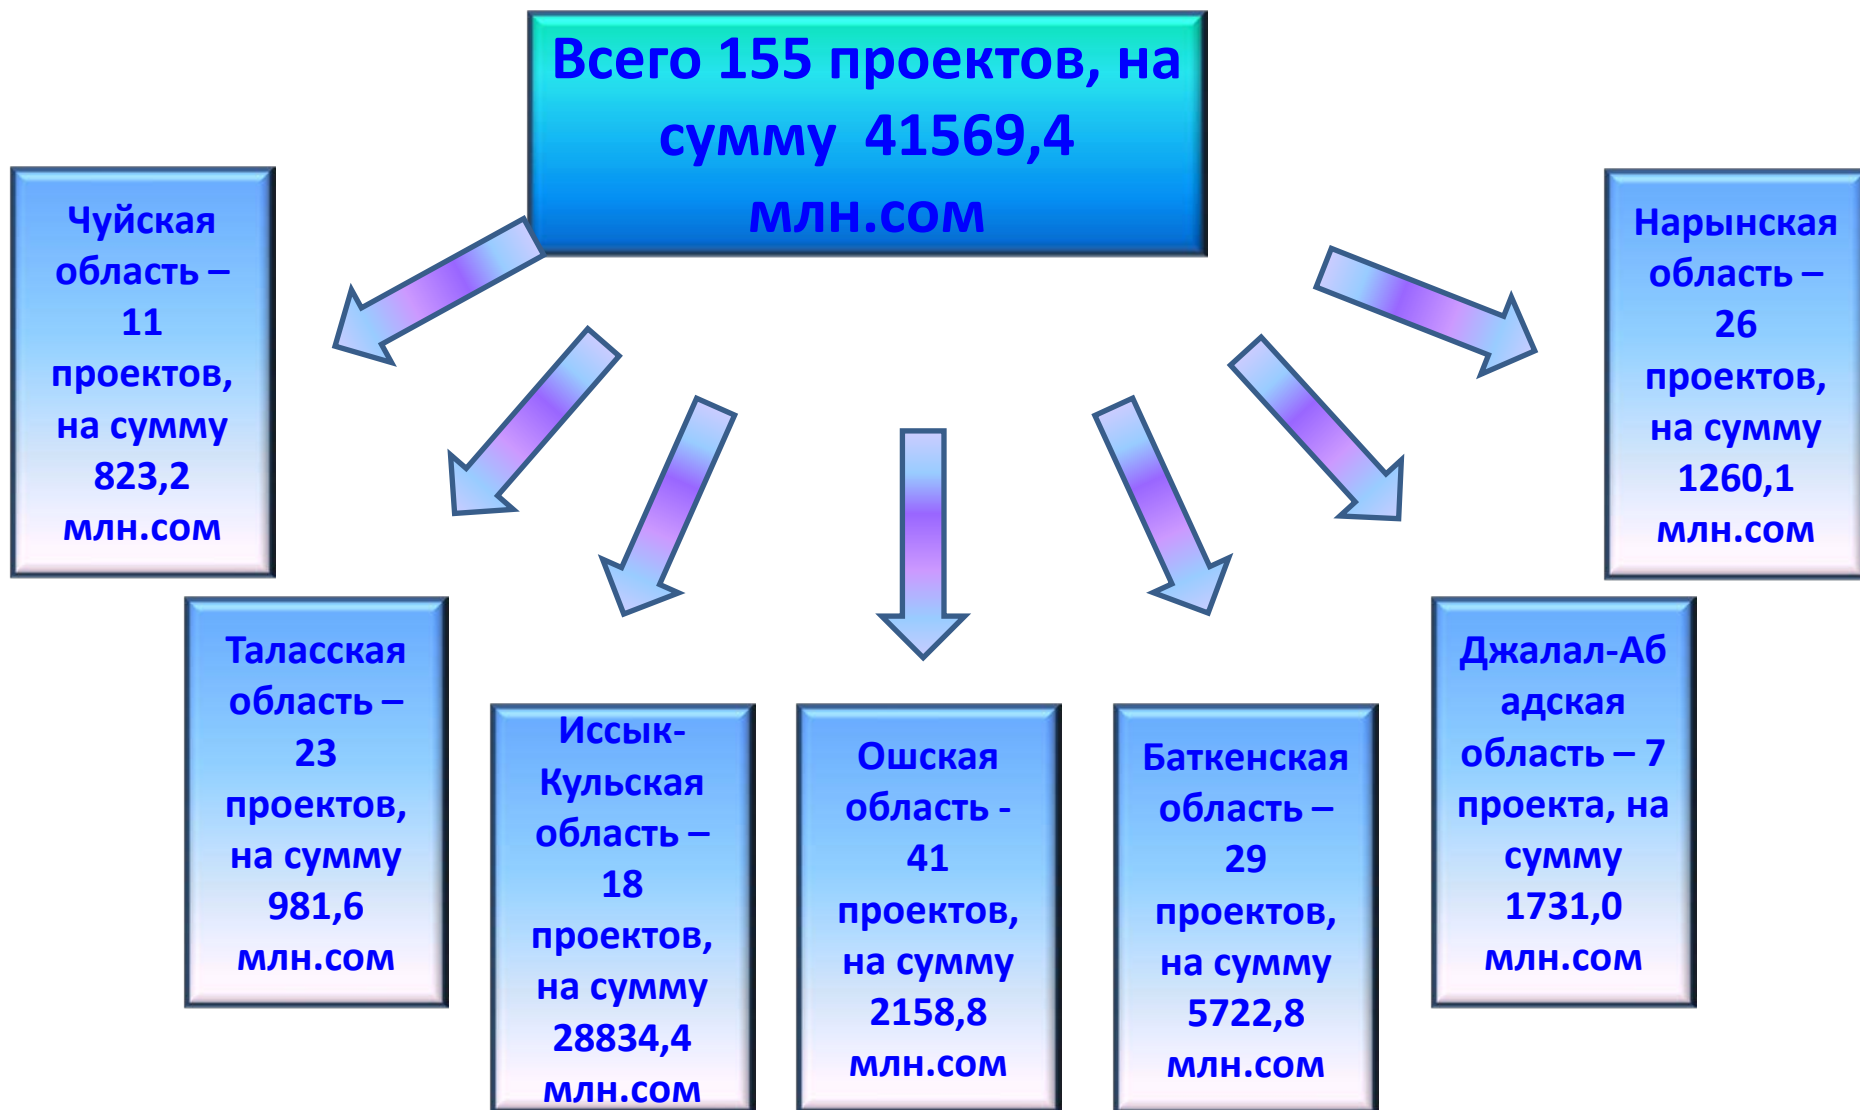 Всего 155 проектов, на
сумму 41569,4
млн.сом
Чуйская
область –
11
проектов,
на сумму
823,2
млн.сом
Таласская
область –
23
проектов,
на сумму
981,6
млн.сом
Иссык-
Кульская
область –
18
проектов,
на сумму
28834,4
млн.сом
Ошская
область -
41
проектов,
на сумму
2158,8
млн.сом
Баткенская
область –
29
проектов,
на сумму
5722,8
млн.сом
Джалал-Аб
адская
область – 7
проекта, на
сумму
1731,0
млн.сом
Нарынская
область –
26
проектов,
на сумму
1260,1
млн.сом